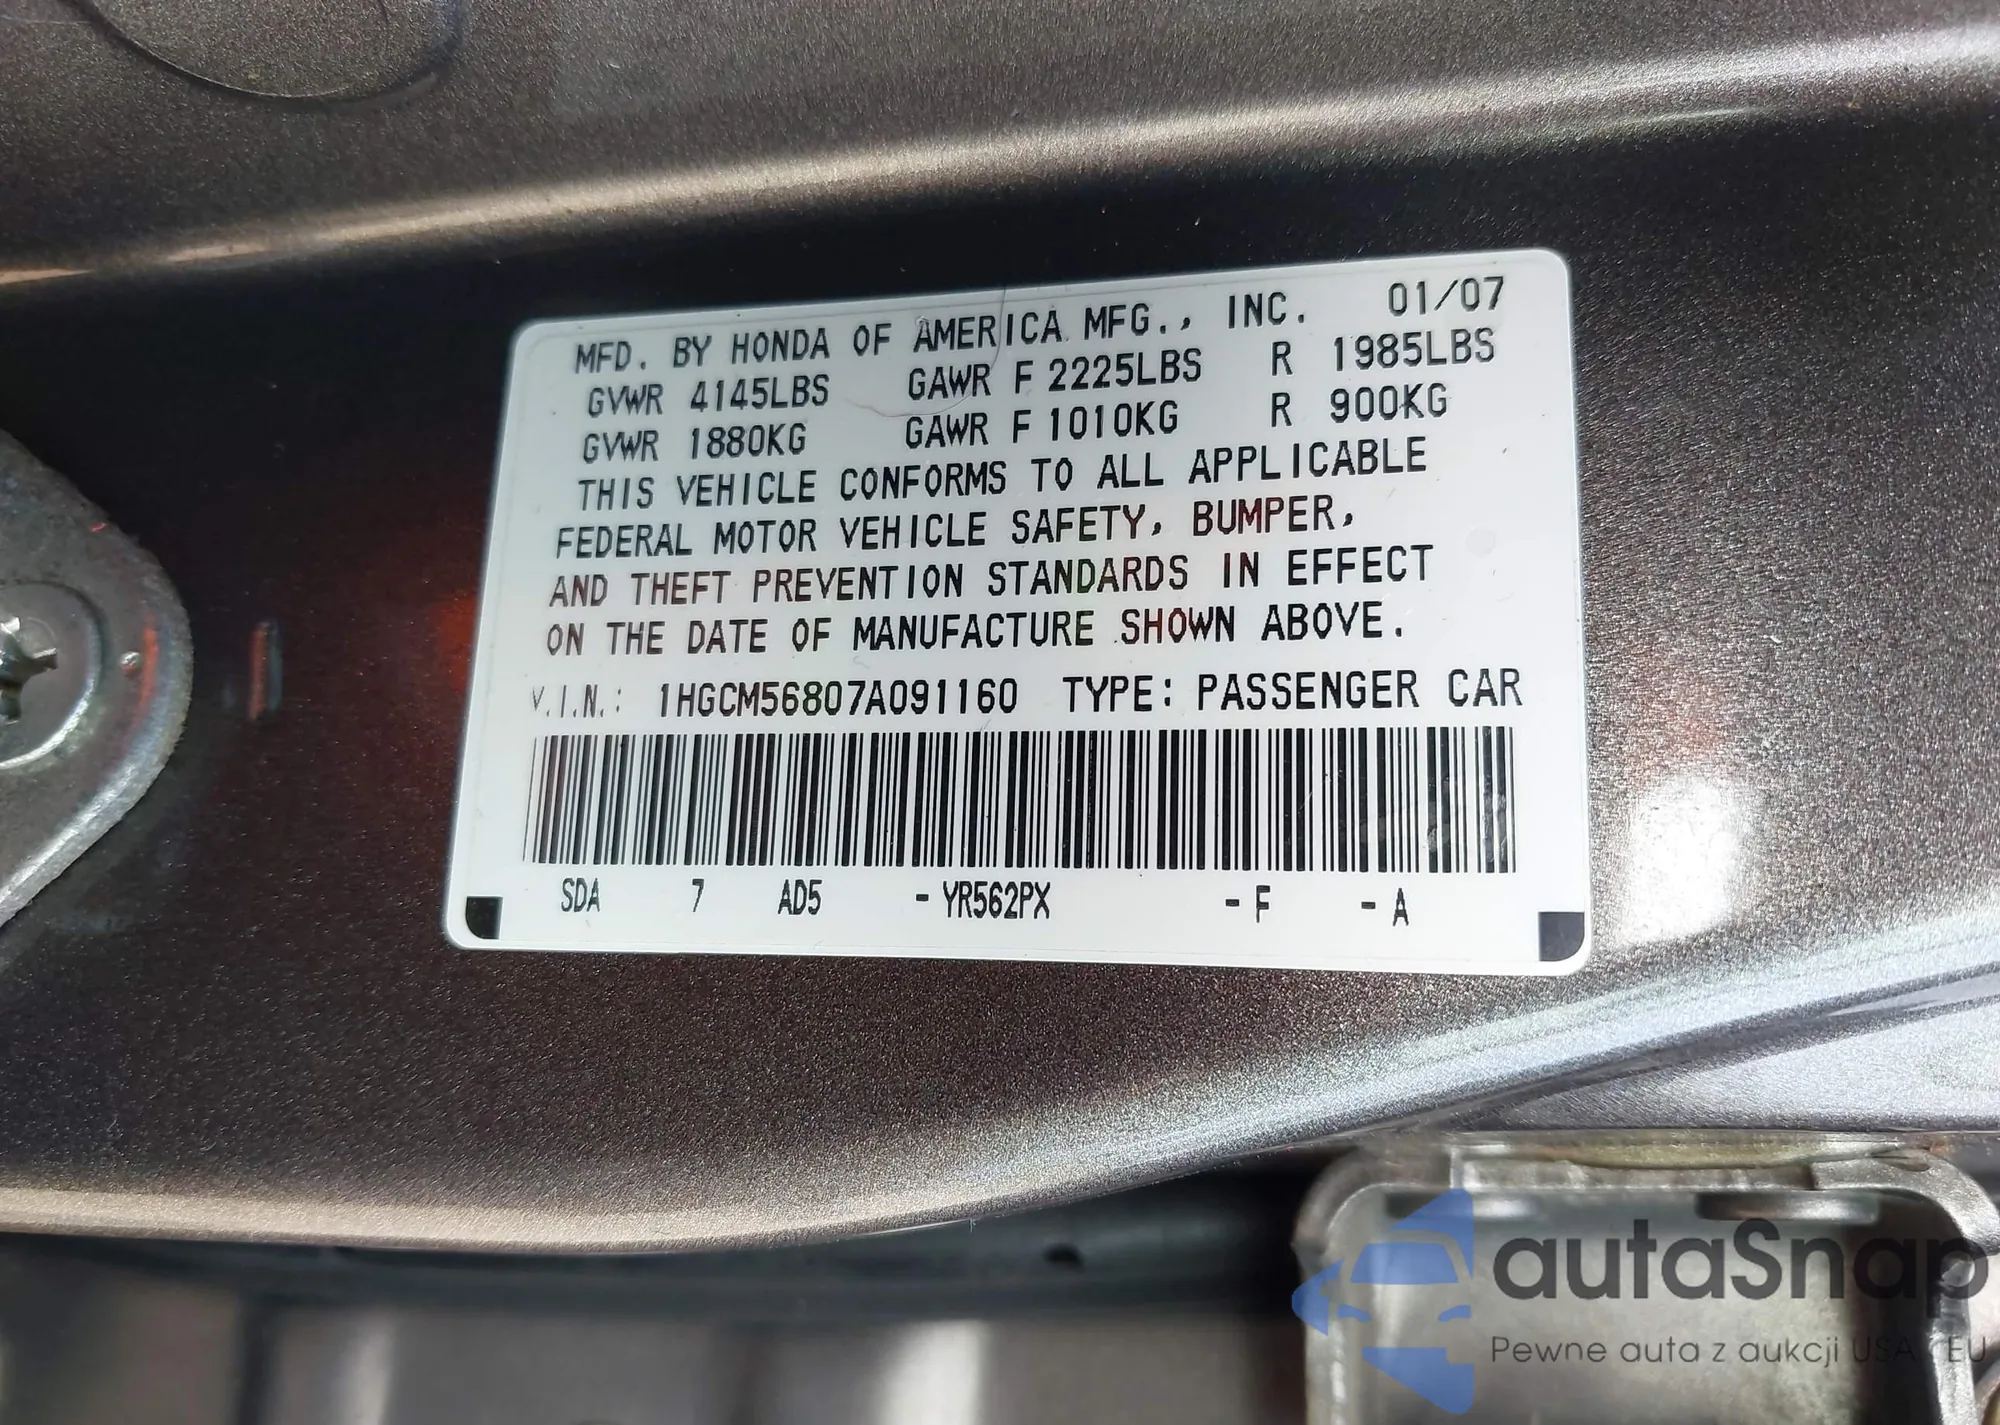 MFD. BY HONDA OF AMERICA MFG., INC. 01/07
GVWR 4145LBS GAWR F 2225LBS R 1985LBS
GVWR 1880KG GAWR F 1010KG R 900KG
THIS VEHICLE CONFORMS TO ALL APPLICABLE
FEDERAL MOTOR VEHICLE SAFETY, BUMPER,
AND THEFT PREVENTION STANDARDS IN EFFECT
ON THE DATE OF MANUFACTURE SHOWN ABOVE.
V.I.N.: 1HGCM56807A091160 TYPE: PASSENGER CAR
SDA 7 AD5 - YR562PX - F - A
autaSnap
Pewne auta z aukcji USA i EU